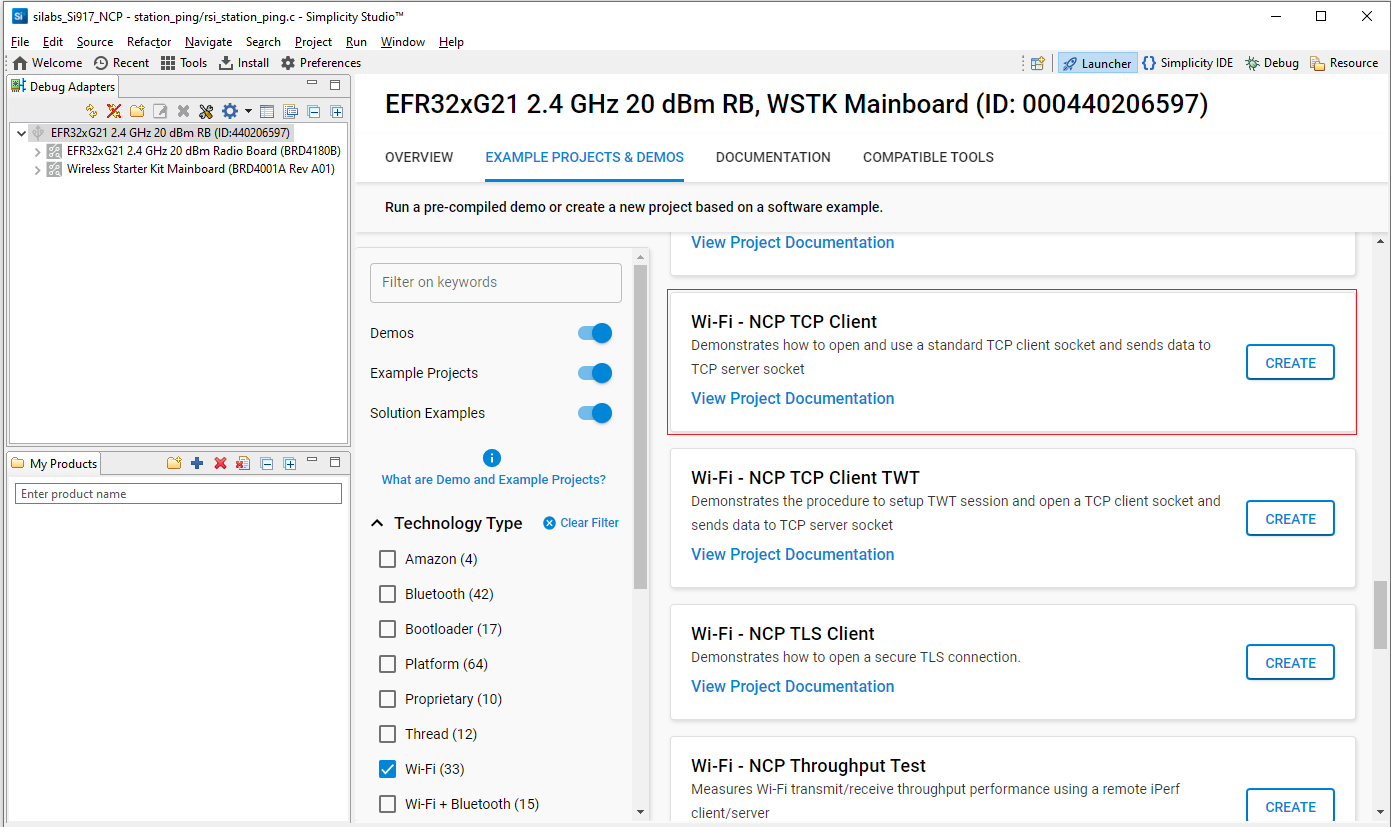 Si silabs_Si917_NCP - station_ping/rsi_station_ping.c - Simplicity Studio™
File Edit Source Refactor Navigate Search Project Run Window Help
Welcome Recent Tools Install Preferences
Launcher Simplicity IDE Debug Resource
Debug Adapters
EFR32xG21 2.4 GHz 20 dBm RB (ID:440206597)
EFR32xG21 2.4 GHz 20 dBm Radio Board (BRD4180B)
Wireless Starter Kit Mainboard (BRD4001A Rev A01)
My Products
Enter product name
EFR32xG21 2.4 GHz 20 dBm RB, WSTK Mainboard (ID: 000440206597)
OVERVIEW EXAMPLE PROJECTS & DEMOS DOCUMENTATION COMPATIBLE TOOLS
Run a pre-compiled demo or create a new project based on a software example.
Filter on keywords
Demos
Example Projects
Solution Examples
What are Demo and Example Projects?
Technology Type Clear Filter
Amazon (4)
Bluetooth (42)
Bootloader (17)
Platform (64)
Proprietary (10)
Thread (12)
Wi-Fi (33)
Wi-Fi + Bluetooth (15)
View Project Documentation
Wi-Fi - NCP TCP Client
Demonstrates how to open and use a standard TCP client socket and sends data to
TCP server socket
View Project Documentation
CREATE
Wi-Fi - NCP TCP Client TWT
Demonstrates the procedure to setup TWT session and open a TCP client socket and
sends data to TCP server socket
View Project Documentation
CREATE
Wi-Fi - NCP TLS Client
Demonstrates how to open a secure TLS connection.
View Project Documentation
CREATE
Wi-Fi - NCP Throughput Test
Measures Wi-Fi transmit/receive throughput performance using a remote iPerf
client/server
CREATE